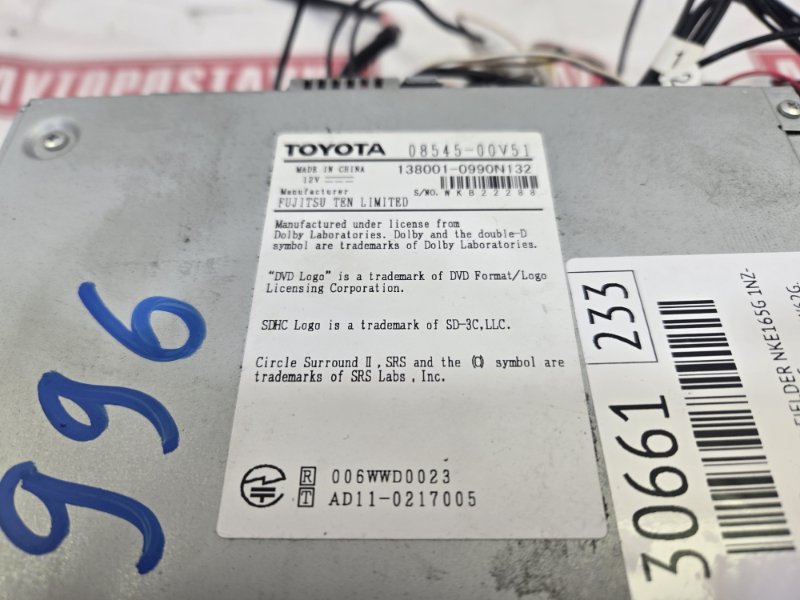 TOYOTA 08545-00V51
MADE IN CHINA 138001-0990N132
12V
Manufacturer S/NO. WKB22288
FUJITSU TEN LIMITED
Manufactured under license from
Dolby Laboratories. Dolby and the double-D
symbol are trademarks of Dolby Laboratories.
"DVD Logo" is a trademark of DVD Format/Logo
Licensing Corporation.
SDHC Logo is a trademark of SD-3C,LLC.
Circle Surround Ⅱ, SRS and the (O) symbol are
trademarks of SRS Labs, Inc.
R 006WWD0023
T AD11-0217005
996
233
30661
FIELDER NKE165G 1NZ-
1
2